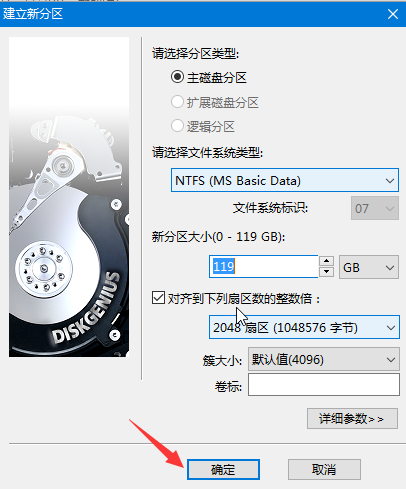 建立新分区
请选择分区类型:
主磁盘分区
扩展磁盘分区
逻辑分区
请选择文件系统类型:
NTFS (MS Basic Data)
文件系统标识: 07
新分区大小(0 - 119 GB):
119 GB
对齐到下列扇区数的整数倍：
2048 扇区 (1048576 字节)
簇大小: 默认值(4096)
卷标:
详细参数>>
确定 取消
DISKGENIUS